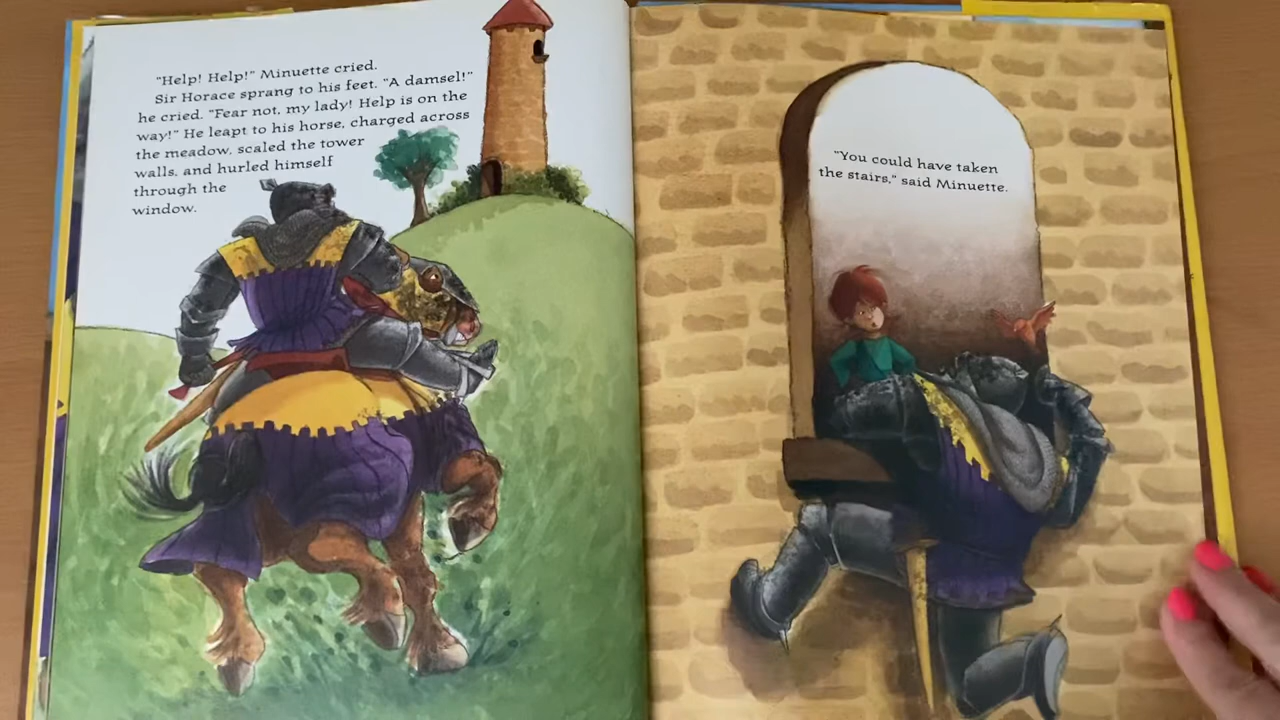 "Help! Help!" Minuette cried.
Sir Horace sprang to his feet. "A damsel!"
he cried. "Fear not, my lady! Help is on the
way!" He leapt to his horse, charged across
the meadow, scaled the tower
walls, and hurled himself
through the
window.
"You could have taken
the stairs," said Minuette.